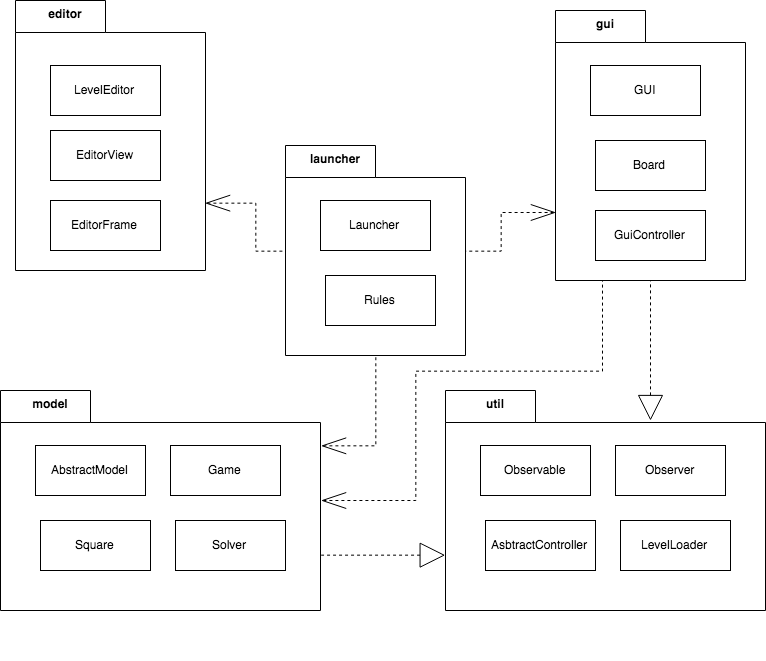 editor
LevelEditor
EditorView
EditorFrame
gui
GUI
Board
GuiController
launcher
Launcher
Rules
model
AbstractModel
Game
Square
Solver
util
Observable
Observer
AsbtractController
LevelLoader